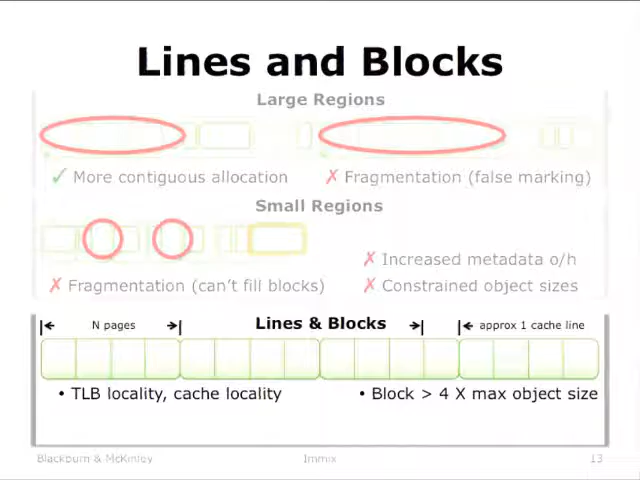 Lines and Blocks
Large Regions
✓ More contiguous allocation
✗ Fragmentation (false marking)
Small Regions
✗ Increased metadata o/h
✗ Fragmentation (can't fill blocks)
✗ Constrained object sizes
N pages
Lines & Blocks
approx 1 cache line
• TLB locality, cache locality
• Block > 4 X max object size
Blackburn & McKinley
Immix
13